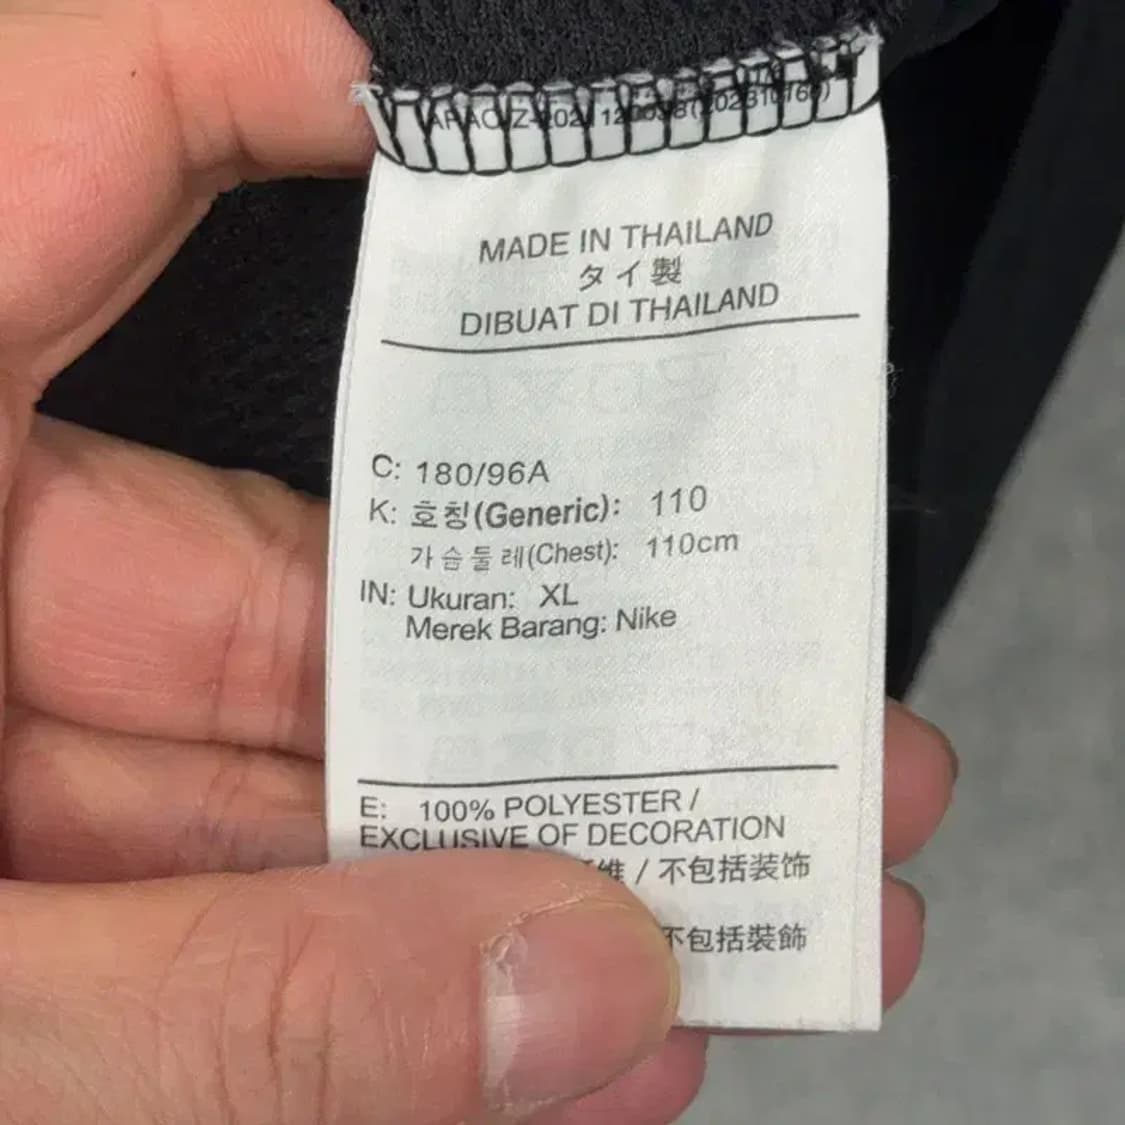 MADE IN THAILAND
タイ製
DIBUAT DI THAILAND
C: 180/96A
K: 호칭(Generic): 110
가슴둘레(Chest): 110cm
IN: Ukuran: XL
Merek Barang: Nike
E: 100% POLYESTER /
EXCLUSIVE OF DECORATION
维 / 不包括装饰
不包括裝飾